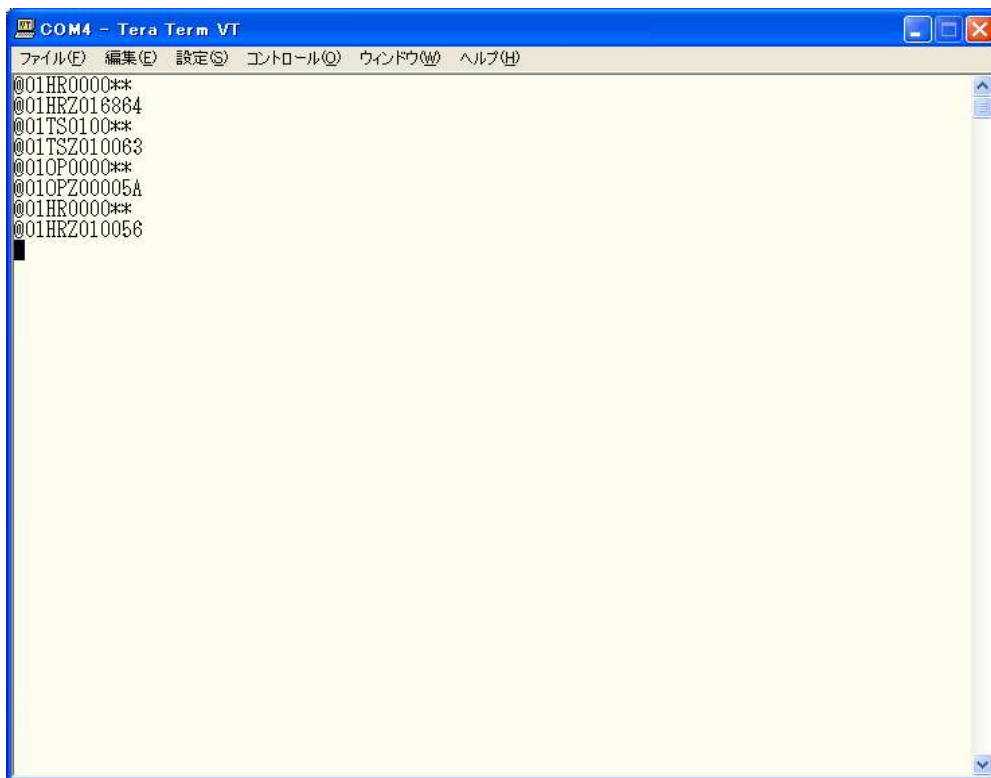 COM4 - Tera Term VT
ファイル(F) 編集(E) 設定(S) コントロール(O) ウィンドウ(W) ヘルプ(H)
@01HR0000**
@01HRZ016864
@01TS0100**
@01TSZ010063
@01OP0000**
@01OPZ00005A
@01HR0000**
@01HRZ010056